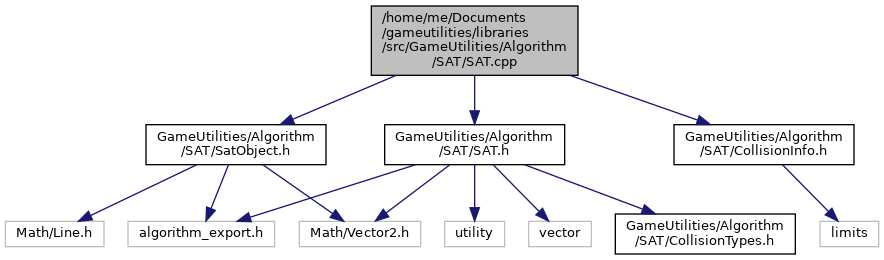 /home/me/Documents
/gameutilities/libraries
/src/GameUtilities/Algorithm
/SAT/SAT.cpp
GameUtilities/Algorithm
/SAT/SatObject.h
GameUtilities/Algorithm
/SAT/SAT.h
GameUtilities/Algorithm
/SAT/CollisionInfo.h
Math/Line.h
algorithm_export.h
Math/Vector2.h
utility
vector
GameUtilities/Algorithm
/SAT/CollisionTypes.h
limits